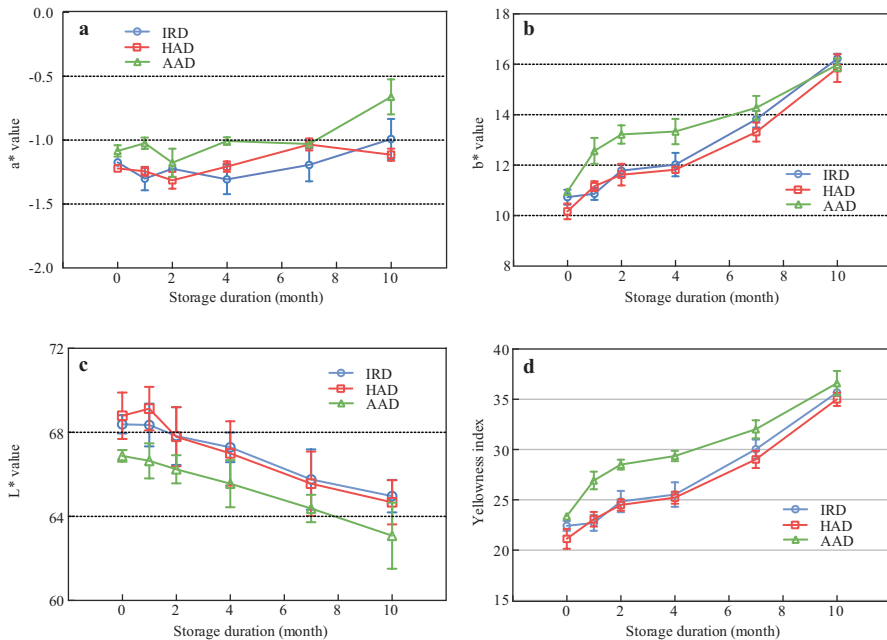 a
IRD
HAD
AAD
0.0
-0.5
-1.0
-1.5
-2.0
a* value
0 2 4 6 8 10
Storage duration (month)
b
IRD
HAD
AAD
18
16
14
12
10
8
b* value
0 2 4 6 8 10
Storage duration (month)
c
IRD
HAD
AAD
72
68
64
60
L* value
0 2 4 6 8 10
Storage duration (month)
d
IRD
HAD
AAD
40
35
30
25
20
15
Yellowness index
0 2 4 6 8 10
Storage duration (month)